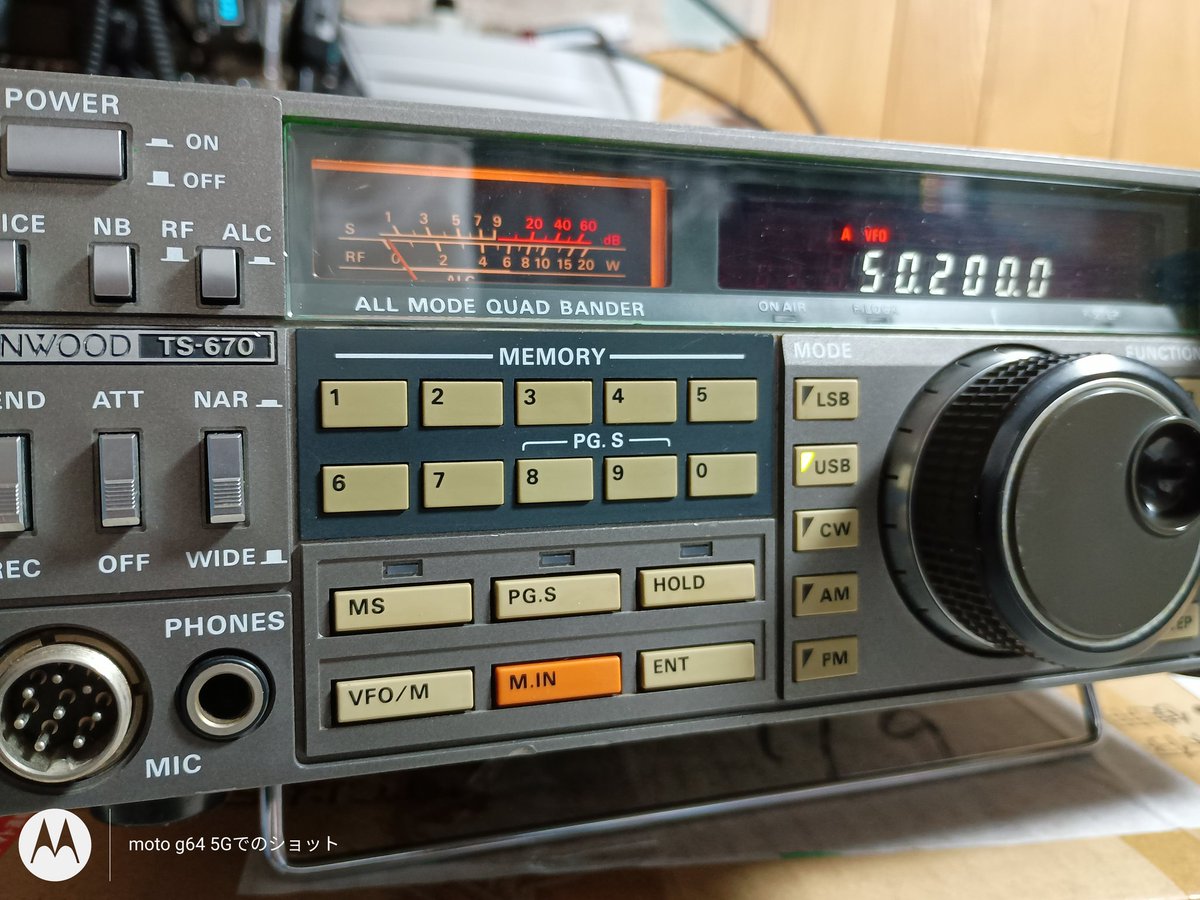 POWER
ON
OFF
ICE NB RF ALC
S 1 3 5 7 9 20 40 60 dB
RF 0 2 4 6 8 10 15 20 W
ALC
ALL MODE QUAD BANDER
A VFO
50.200.0
ON AIR
NWOOD TS-670
MEMORY
1 2 3 4 5
PG. S
6 7 8 9 0
MODE
FUNCTION
LSB
USB
CW
AM
FM
END ATT NAR
REC OFF WIDE
MS PG.S HOLD
VFO/M M.IN ENT
PHONES
MIC
EP
moto g64 5Gでのショット